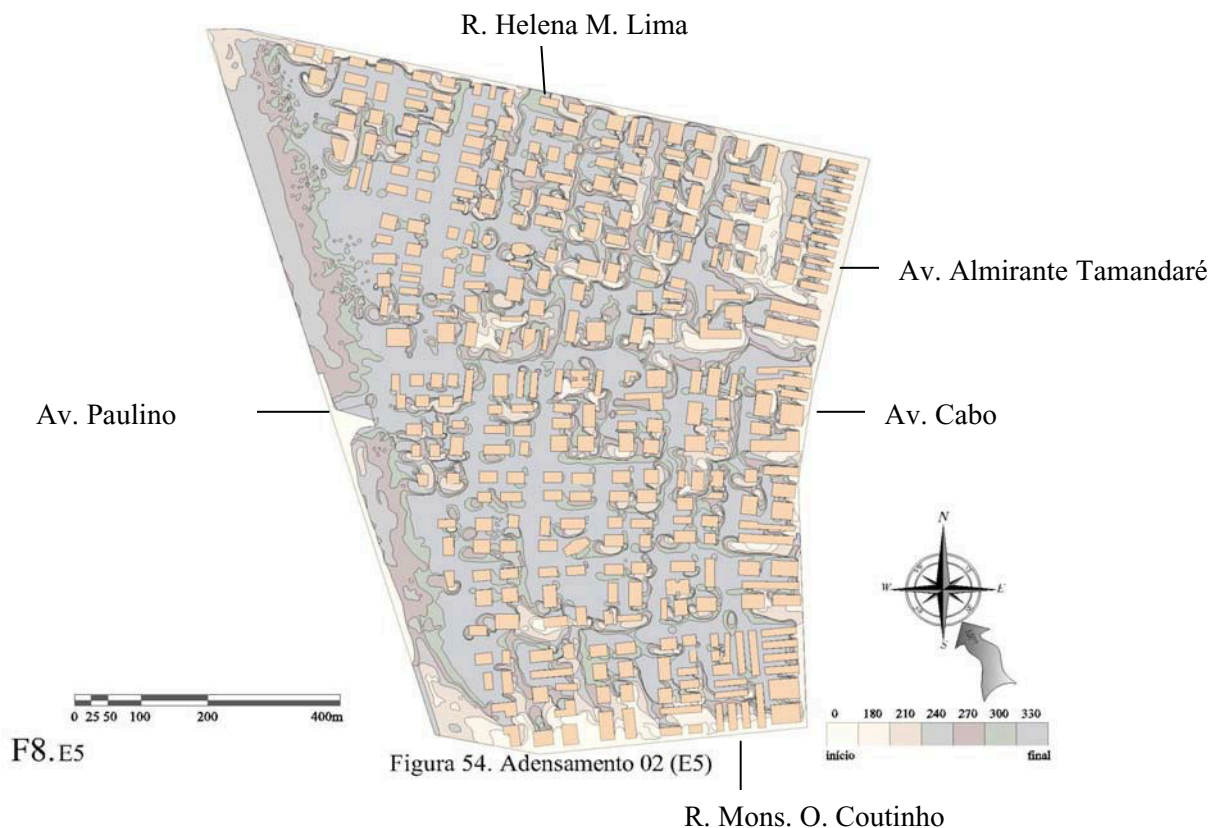 R. Helena M. Lima
Av. Almirante Tamandaré
Av. Paulino
Av. Cabo
N
W
E
S
0 25 50 100 200 400m
0 180 210 240 270 300 330
início final
F8.E5
Figura 54. Adensamento 02 (E5)
R. Mons. O. Coutinho